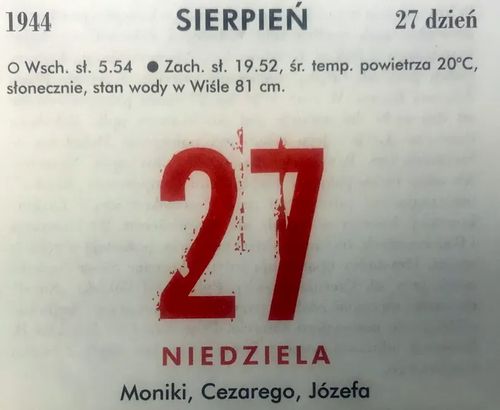 1944 SIERPIEŃ 27 dzień
○ Wsch. sł. 5.54 ● Zach. sł. 19.52, śr. temp. powietrza 20°C,
słonecznie, stan wody w Wiśle 81 cm.
27
NIEDZIELA
Moniki, Cezarego, Józefa